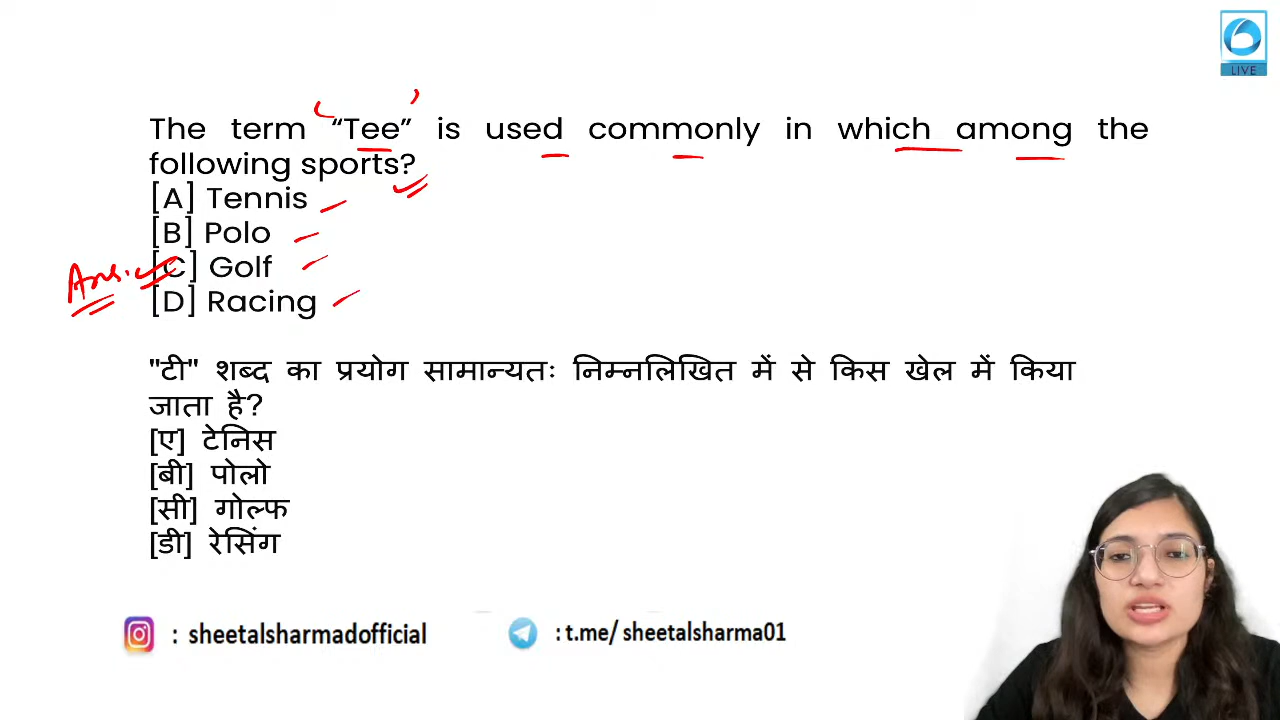 LIVE
The term “Tee” is used commonly in which among the
following sports?
[A] Tennis
[B] Polo
Ans. [C] Golf
[D] Racing
"टी" शब्द का प्रयोग सामान्यतः निम्नलिखित में से किस खेल में किया
जाता है?
[ए] टेनिस
[बी] पोलो
[सी] गोल्फ
[डी] रेसिंग
: sheetalsharmadofficial
: t.me/ sheetalsharma01